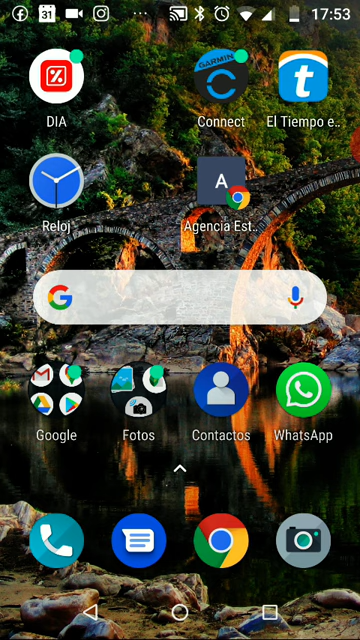 31
17:53
DIA
GARMIN
Connect
t
El Tiempo e..
Reloj
A
Agencia Est..
G
Google
Fotos
Contactos
WhatsApp